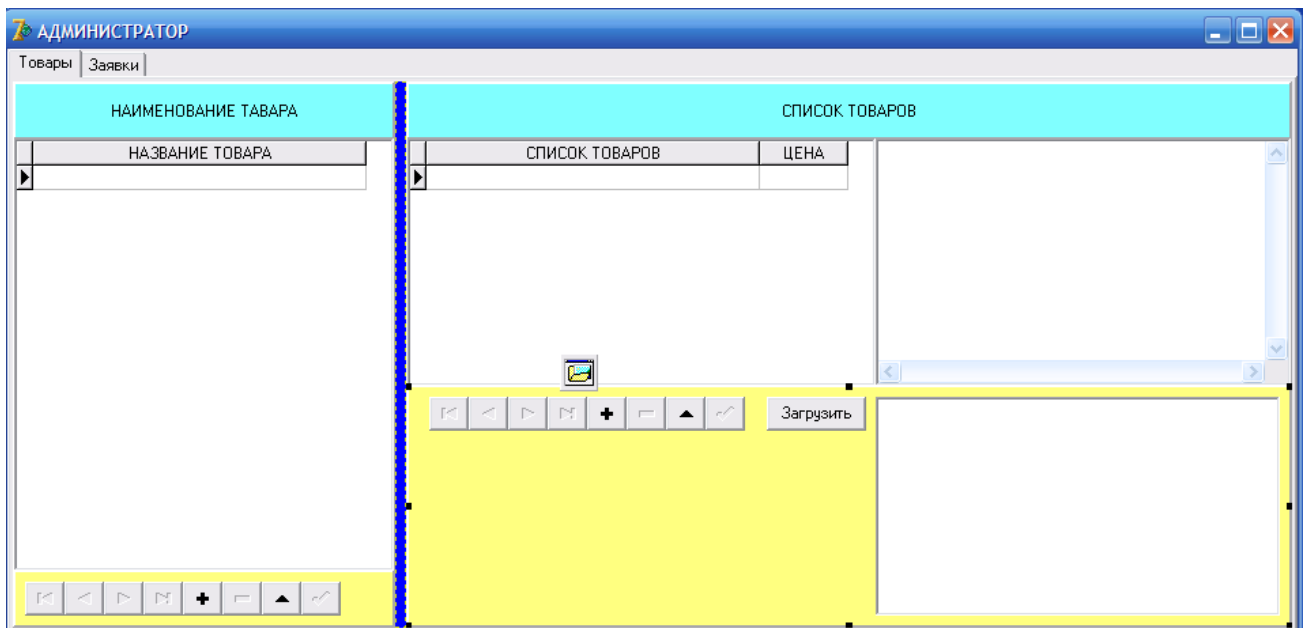 АДМИНИСТРАТОР
Товары Заявки
НАИМЕНОВАНИЕ ТАВАРА СПИСОК ТОВАРОВ
НАЗВАНИЕ ТОВАРА СПИСОК ТОВАРОВ ЦЕНА
Загрузить